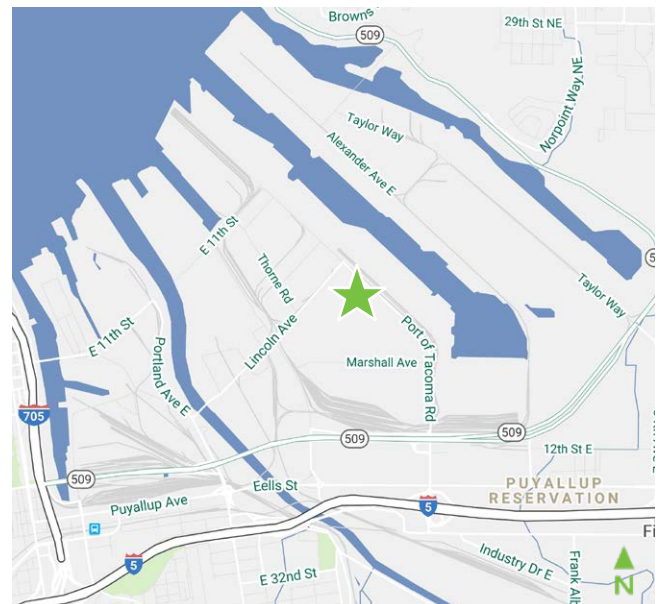 Browns
509
29th St NE
Norpoint Way NE
Taylor Way
Alexander Ave E
E 11th St
Thorne Rd
Lincoln Ave
Port of Tacoma Rd
Taylor Way
E 11th St
Portland Ave E
Marshall Ave
705
509
509
12th St E
509
Eells St
PUYALLUP
RESERVATION
Puyallup Ave
5
Fi
5
Industry Dr E
E 32nd St
Frank Alb
N